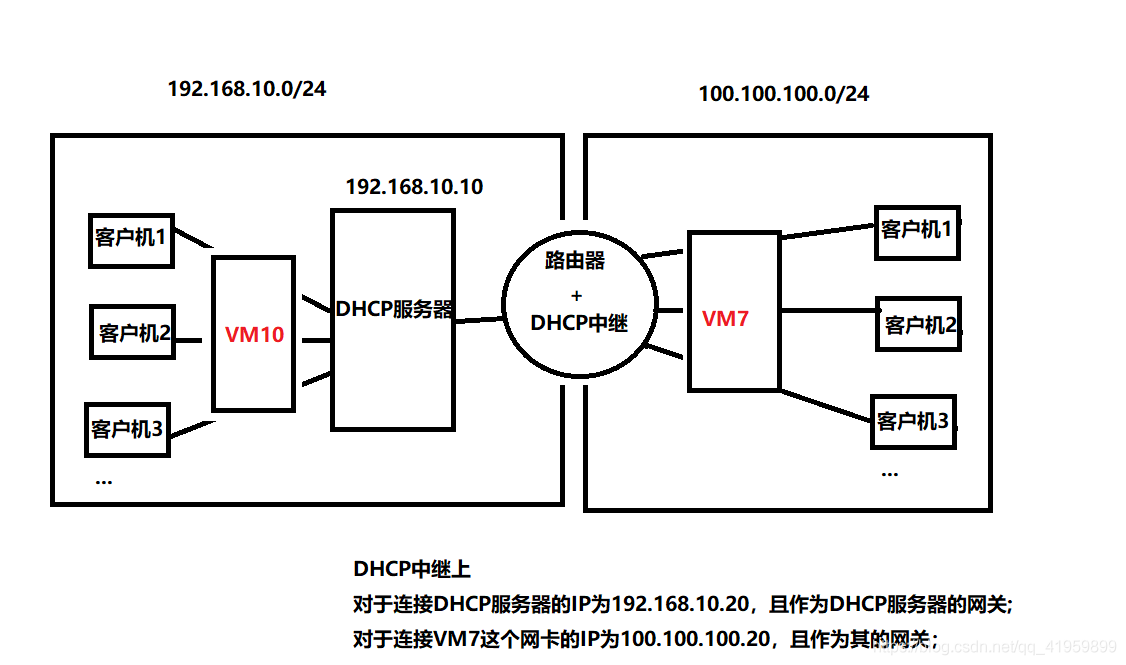 192.168.10.0/24
100.100.100.0/24
192.168.10.10
客户机1
客户机2
客户机3
...
VM10
DHCP服务器
路由器
+
DHCP中继
VM7
客户机1
客户机2
客户机3
...
DHCP中继上
对于连接DHCP服务器的IP为192.168.10.20，且作为DHCP服务器的网关;
对于连接VM7这个网卡的IP为100.100.100.20，且作为其的网关；
https://blog.csdn.net/qq_41959899